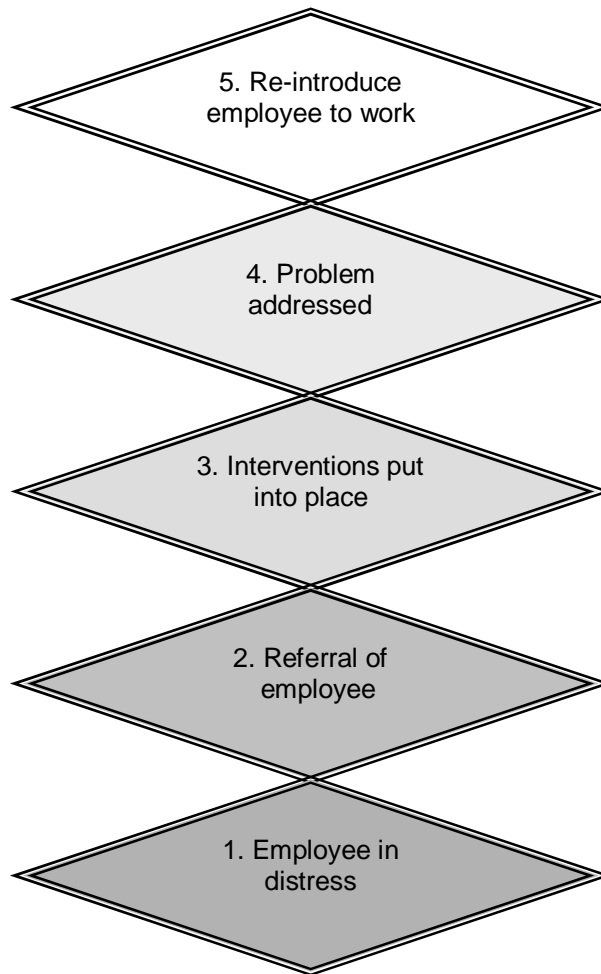 5. Re-introduce
employee to work
4. Problem
addressed
3. Interventions put
into place
2. Referral of
employee
1. Employee in
distress